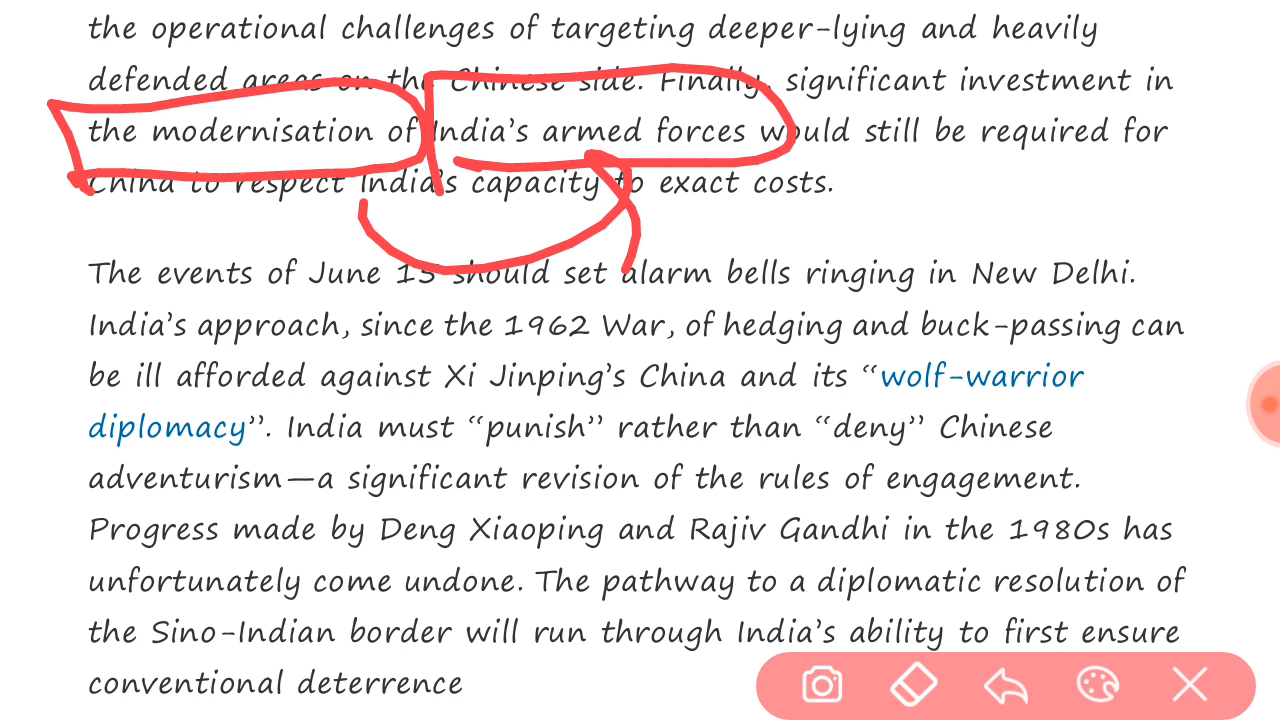 the operational challenges of targeting deeper-lying and heavily
defended areas on the Chinese side. Finally, significant investment in
the modernisation of India's armed forces would still be required for
China to respect India's capacity to exact costs.
The events of June 15 should set alarm bells ringing in New Delhi.
India's approach, since the 1962 War, of hedging and buck-passing can
be ill afforded against Xi Jinping's China and its “wolf-warrior
diplomacy”. India must “punish” rather than “deny” Chinese
adventurism—a significant revision of the rules of engagement.
Progress made by Deng Xiaoping and Rajiv Gandhi in the 1980s has
unfortunately come undone. The pathway to a diplomatic resolution of
the Sino-Indian border will run through India's ability to first ensure
conventional deterrence